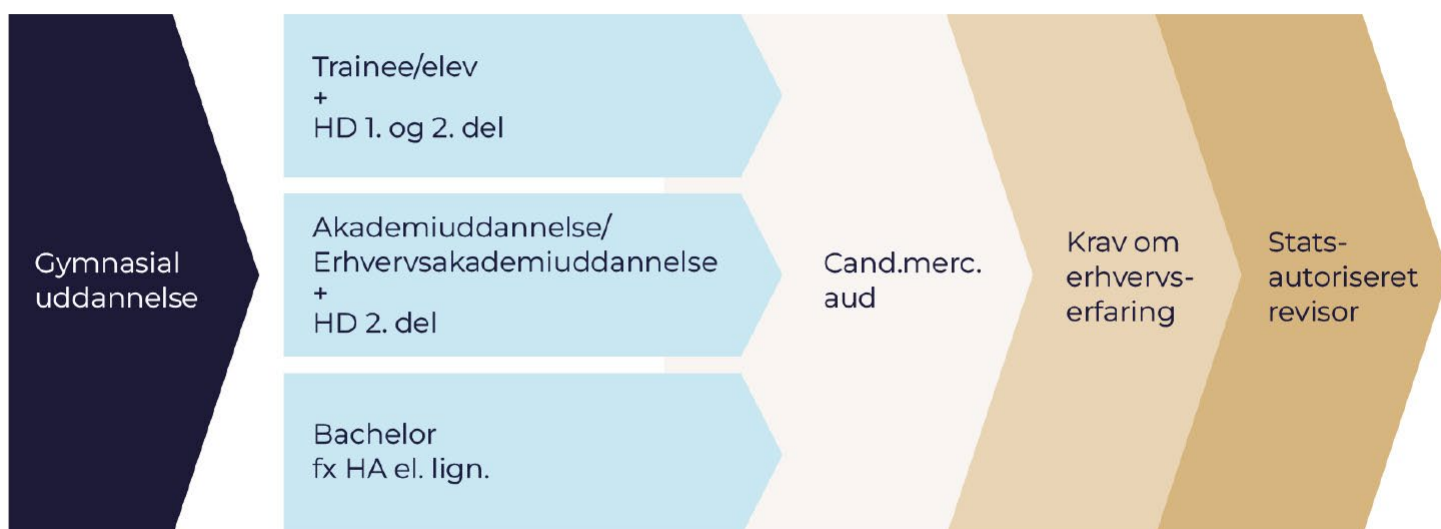 Gymnasial
uddannelse
Trainee/elev
+
HD 1. og 2. del
Akademiuddannelse/
Erhvervsakademiuddannelse
+
HD 2. del
Bachelor
fx HA el. lign.
Cand.merc.
aud
Krav om
erhvervs-
erfaring
Stats-
autoriseret
revisor